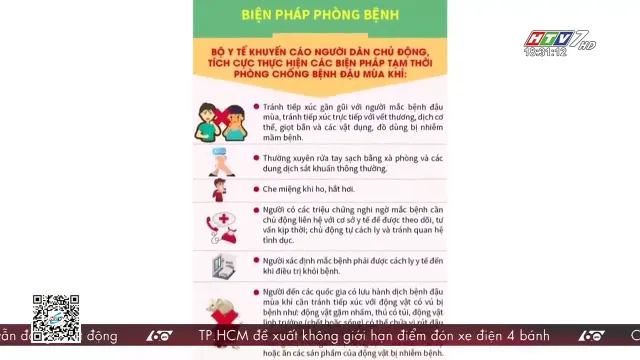 BIỆN PHÁP PHÒNG BỆNH
HTV7 HD
18:31:12
BỘ Y TẾ KHUYẾN CÁO NGƯỜI DÂN CHỦ ĐỘNG,
TÍCH CỰC THỰC HIỆN CÁC BIỆN PHÁP TẠM THỜI
PHÒNG CHỐNG BỆNH ĐẬU MÙA KHỈ:
Tránh tiếp xúc gần gũi với người mắc bệnh đậu
mùa, tránh tiếp xúc trực tiếp với vết thương, dịch cơ
thể, giọt bắn và các vật dụng, đồ dùng bị nhiễm
mầm bệnh.
Thường xuyên rửa tay sạch bằng xà phòng và các
dung dịch sát khuẩn thông thường.
Che miệng khi ho, hắt hơi.
Người có các triệu chứng nghi ngờ mắc bệnh cần
chủ động liên hệ với cơ sở y tế để được theo dõi, tư
vấn kịp thời; chủ động tự cách ly và tránh quan hệ
tình dục.
Người xác định mắc bệnh phải được cách ly y tế đến
khi điều trị khỏi bệnh.
Người đến các quốc gia có lưu hành dịch bệnh đậu
mùa khỉ cần tránh tiếp xúc với động vật có vú bị
bệnh như: động vật gặm nhấm, thú có túi, động vật
linh trưởng (chết hoặc sống) có thể chứa vi rút đậu
động 60 TP.HCM đề xuất không giới hạn điểm đón xe điện 4 bánh 60
hoặc ăn các sản phẩm của động vật bị nhiễm bệnh.